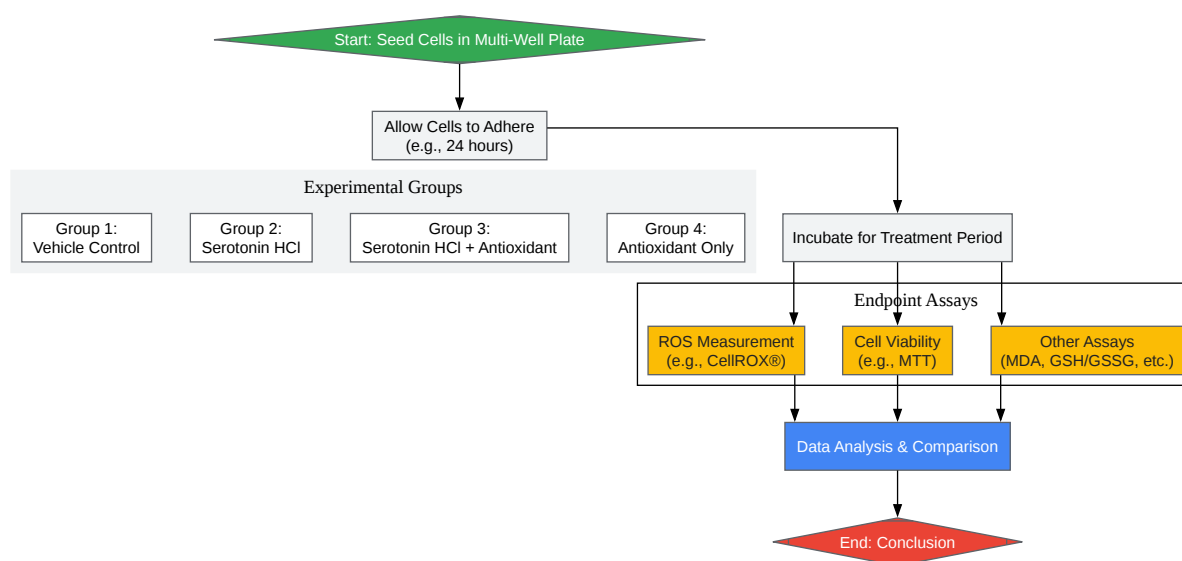 Start: Seed Cells in Multi-Well Plate
Allow Cells to Adhere
(e.g., 24 hours)
Experimental Groups
Group 1:
Vehicle Control
Group 2:
Serotonin HCl
Group 3:
Serotonin HCl + Antioxidant
Group 4:
Antioxidant Only
Incubate for Treatment Period
Endpoint Assays
ROS Measurement
(e.g., CellROX®)
Cell Viability
(e.g., MTT)
Other Assays
(MDA, GSH/GSSG, etc.)
Data Analysis & Comparison
End: Conclusion